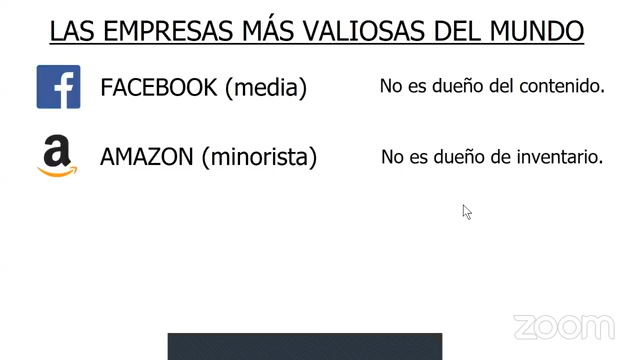 LAS EMPRESAS MÁS VALIOSAS DEL MUNDO
FACEBOOK (media) No es dueño del contenido.
AMAZON (minorista) No es dueño de inventario.
zoom